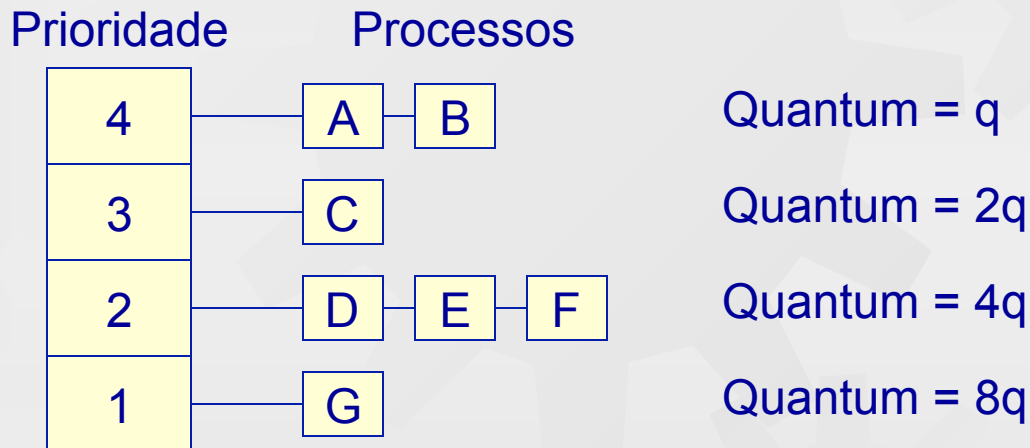 Prioridade Processos
4 A B Quantum = q
3 C Quantum = 2q
2 D E F Quantum = 4q
1 G Quantum = 8q